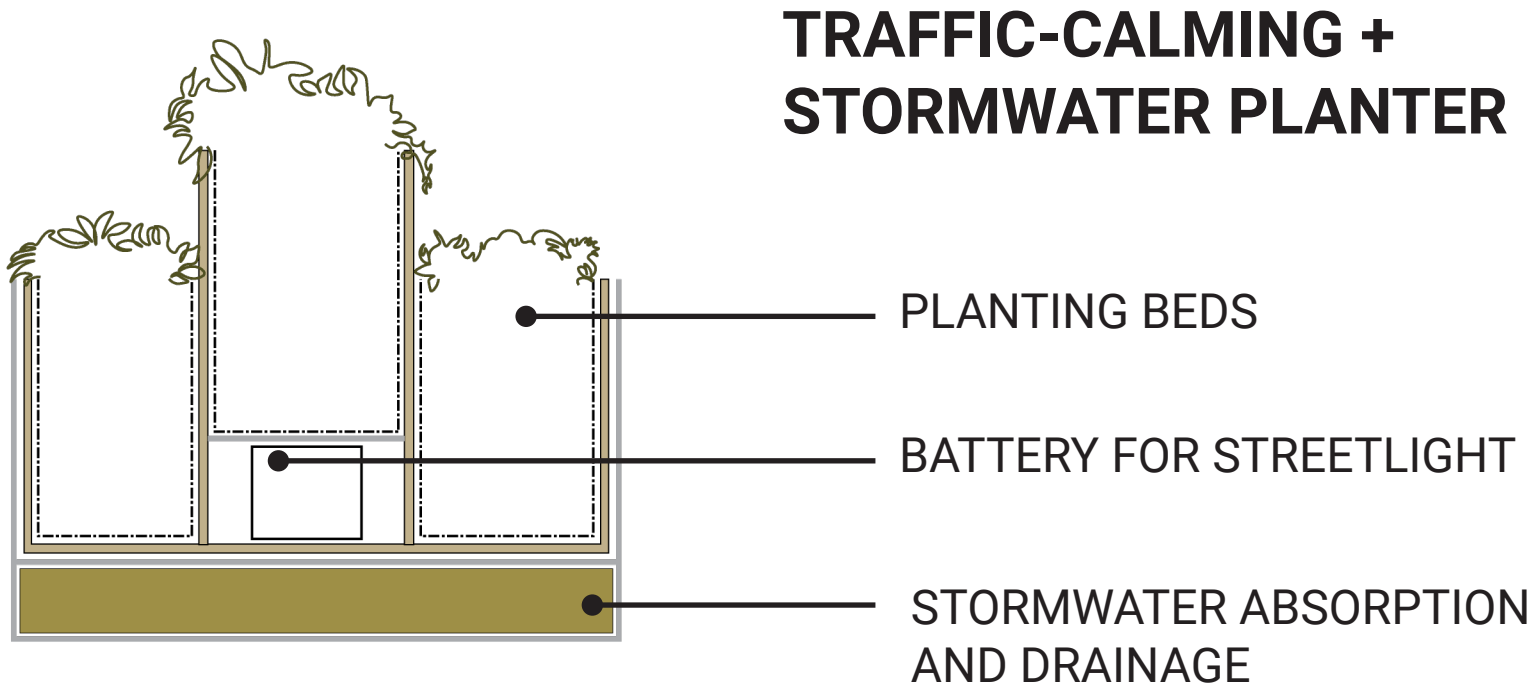 TRAFFIC-CALMING +
STORMWATER PLANTER
PLANTING BEDS
BATTERY FOR STREETLIGHT
STORMWATER ABSORPTION
AND DRAINAGE